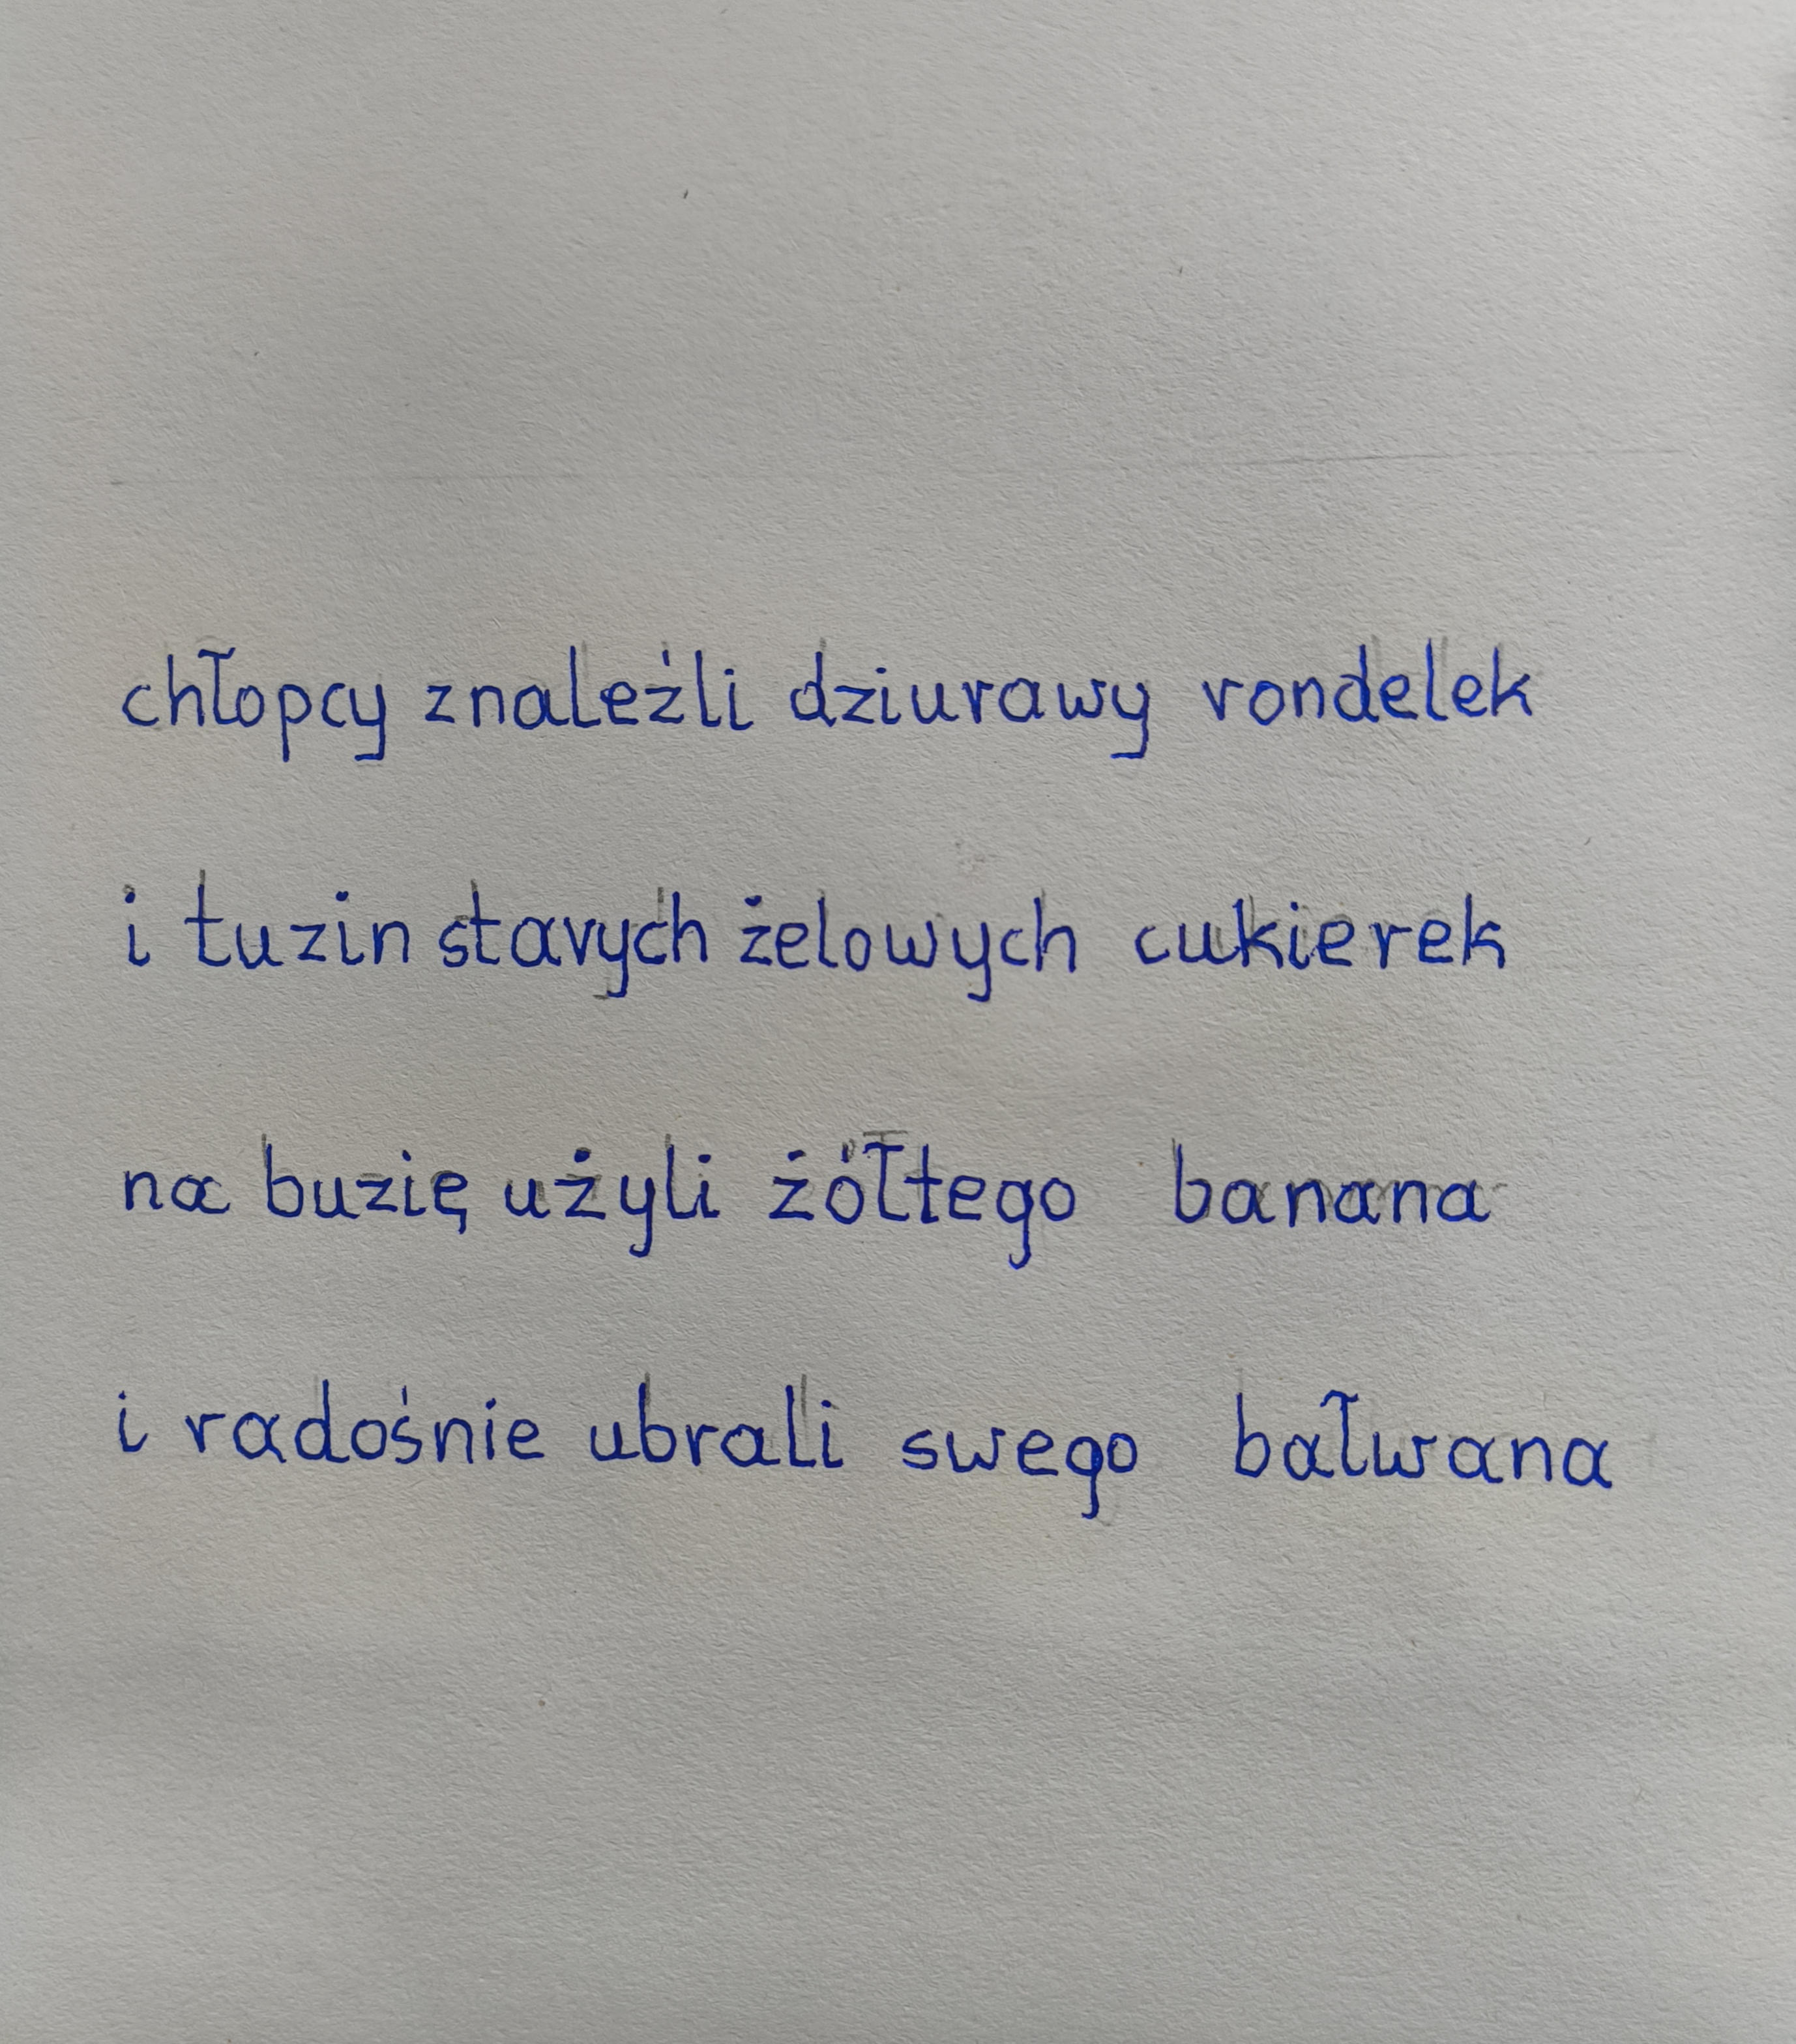 chłopcy znaleźli dziurawy rondelek
i tuzin starych żelowych cukierek
na buzię użyli żółtego banana
i radośnie ubrali swego bałwana